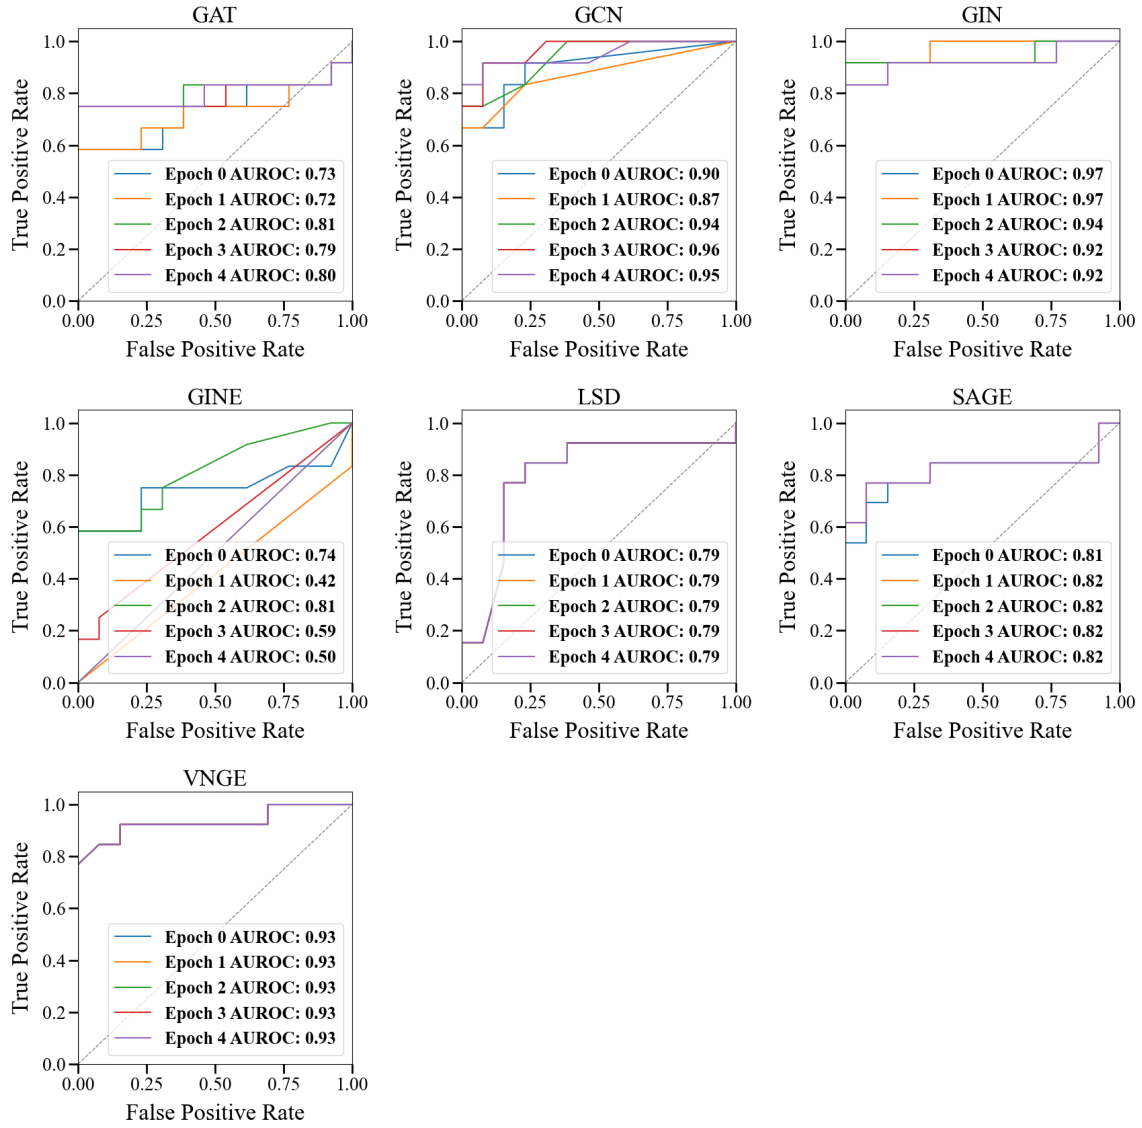 GAT
True Positive Rate
1.0
0.8
0.6
0.4
0.2
0.0
Epoch 0 AUROC: 0.73
Epoch 1 AUROC: 0.72
Epoch 2 AUROC: 0.81
Epoch 3 AUROC: 0.79
Epoch 4 AUROC: 0.80
0.00 0.25 0.50 0.75 1.00
False Positive Rate
GCN
True Positive Rate
1.0
0.8
0.6
0.4
0.2
0.0
Epoch 0 AUROC: 0.90
Epoch 1 AUROC: 0.87
Epoch 2 AUROC: 0.94
Epoch 3 AUROC: 0.96
Epoch 4 AUROC: 0.95
0.00 0.25 0.50 0.75 1.00
False Positive Rate
GIN
True Positive Rate
1.0
0.8
0.6
0.4
0.2
0.0
Epoch 0 AUROC: 0.97
Epoch 1 AUROC: 0.97
Epoch 2 AUROC: 0.94
Epoch 3 AUROC: 0.92
Epoch 4 AUROC: 0.92
0.00 0.25 0.50 0.75 1.00
False Positive Rate
GINE
True Positive Rate
1.0
0.8
0.6
0.4
0.2
0.0
Epoch 0 AUROC: 0.74
Epoch 1 AUROC: 0.42
Epoch 2 AUROC: 0.81
Epoch 3 AUROC: 0.59
Epoch 4 AUROC: 0.50
0.00 0.25 0.50 0.75 1.00
False Positive Rate
LSD
True Positive Rate
1.0
0.8
0.6
0.4
0.2
0.0
Epoch 0 AUROC: 0.79
Epoch 1 AUROC: 0.79
Epoch 2 AUROC: 0.79
Epoch 3 AUROC: 0.79
Epoch 4 AUROC: 0.79
0.00 0.25 0.50 0.75 1.00
False Positive Rate
SAGE
True Positive Rate
1.0
0.8
0.6
0.4
0.2
0.0
Epoch 0 AUROC: 0.81
Epoch 1 AUROC: 0.82
Epoch 2 AUROC: 0.82
Epoch 3 AUROC: 0.82
Epoch 4 AUROC: 0.82
0.00 0.25 0.50 0.75 1.00
False Positive Rate
VNGE
True Positive Rate
1.0
0.8
0.6
0.4
0.2
0.0
Epoch 0 AUROC: 0.93
Epoch 1 AUROC: 0.93
Epoch 2 AUROC: 0.93
Epoch 3 AUROC: 0.93
Epoch 4 AUROC: 0.93
0.00 0.25 0.50 0.75 1.00
False Positive Rate